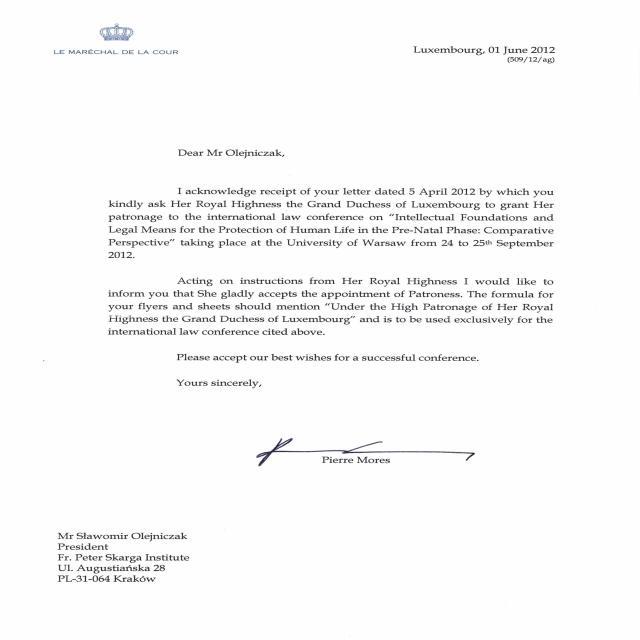 LE MARÉCHAL DE LA COUR
Luxembourg, 01 June 2012
(509/12/ag)
Dear Mr Olejniczak,
I acknowledge receipt of your letter dated 5 April 2012 by which you
kindly ask Her Royal Highness the Grand Duchess of Luxembourg to grant Her
patronage to the international law conference on “Intellectual Foundations and
Legal Means for the Protection of Human Life in the Pre-Natal Phase: Comparative
Perspective” taking place at the University of Warsaw from 24 to 25th September
2012.
Acting on instructions from Her Royal Highness I would like to
inform you that She gladly accepts the appointment of Patroness. The formula for
your flyers and sheets should mention “Under the High Patronage of Her Royal
Highness the Grand Duchess of Luxembourg” and is to be used exclusively for the
international law conference cited above.
Please accept our best wishes for a successful conference.
Yours sincerely,
Pierre Mores
Mr Sławomir Olejniczak
President
Fr. Peter Skarga Institute
Ul. Augustiańska 28
PL-31-064 Kraków